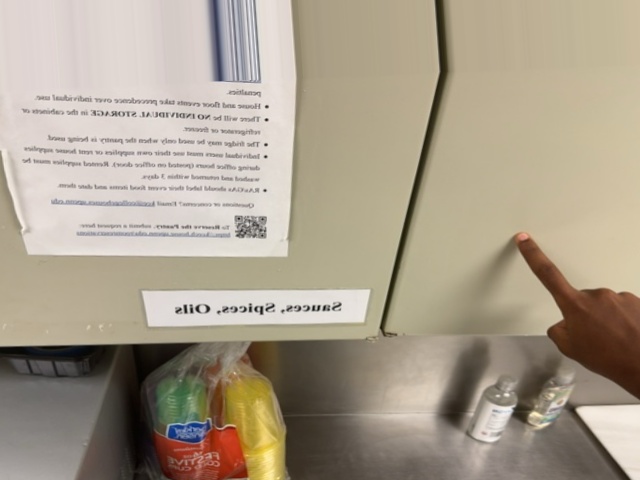 penalties.
• House and floor events take precedence over individual use.
• There will be NO INDIVIDUAL STORAGE in the cabinets or
refrigerator or freezer.
• The fridge may be used only when the pantry is being used.
• Individual users must use their own supplies or rent house supplies
during office hours (posted on office door). Rented supplies must be
washed and returned within 3 days.
• RAs/GAs should label their event food items and date them.
Questions or concerns? Email
To Reserve the Pantry, submit a request here:
Sauces, Spices, Oils
FESTIVE